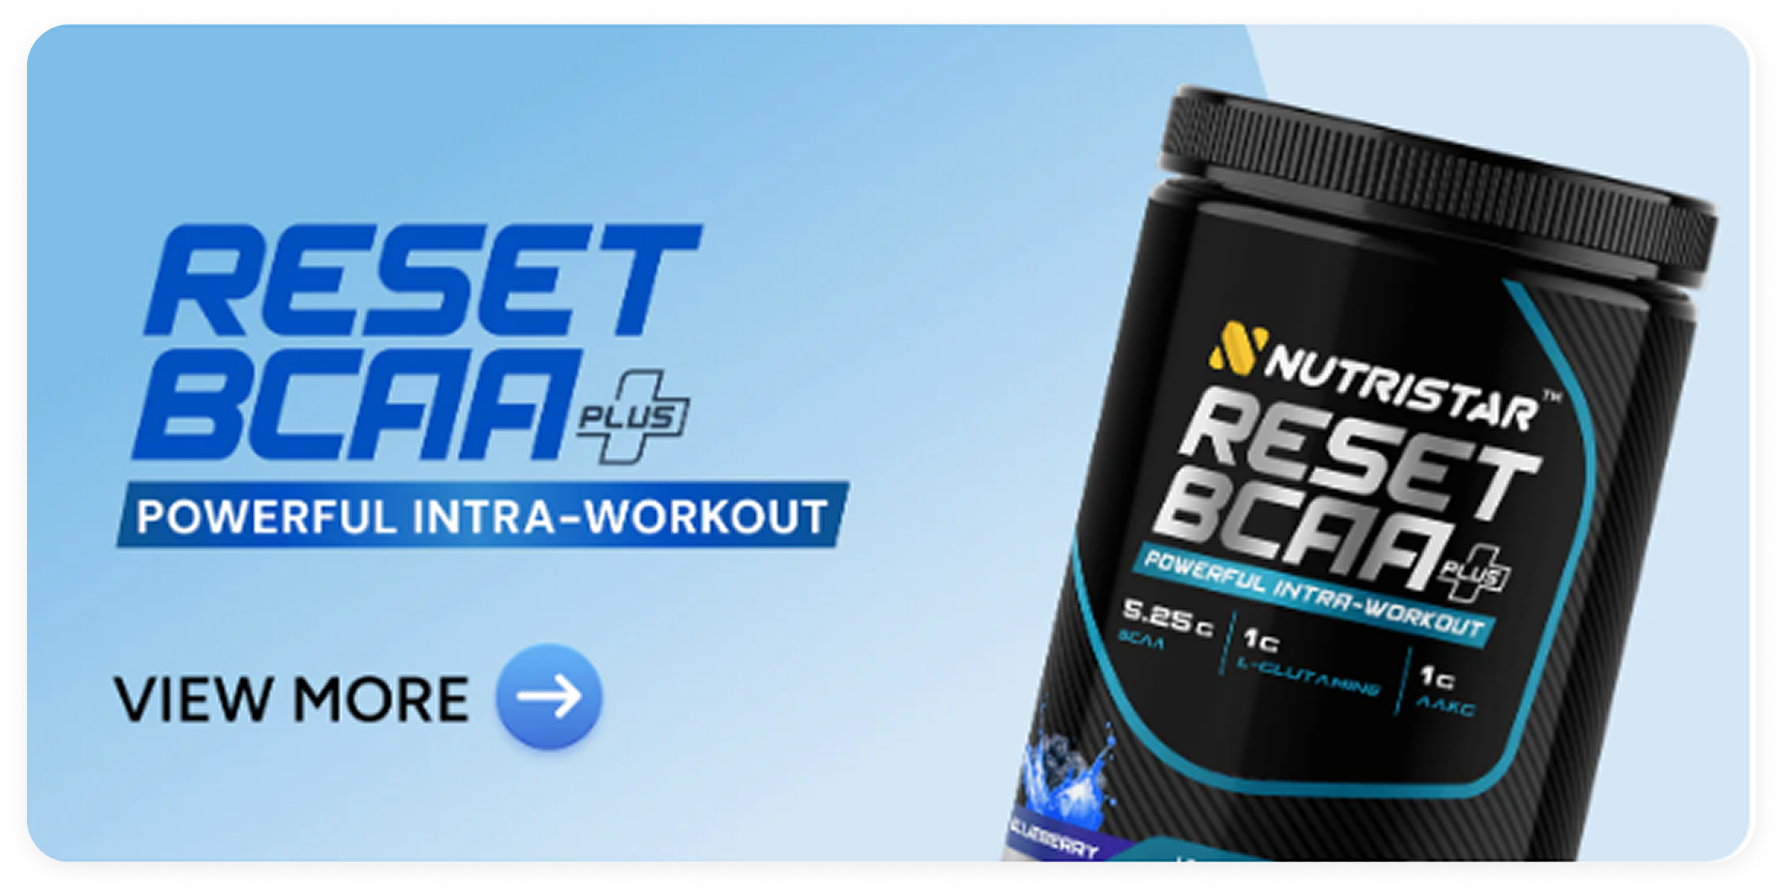 RESET
BCAA PLUS
POWERFUL INTRA-WORKOUT
VIEW MORE
NUTRISTAR™
RESET
BCAA PLUS
POWERFUL INTRA-WORKOUT
5.25G
BCAA
1G
L-GLUTAMINE
1G
AAKG
BLUEBERRY